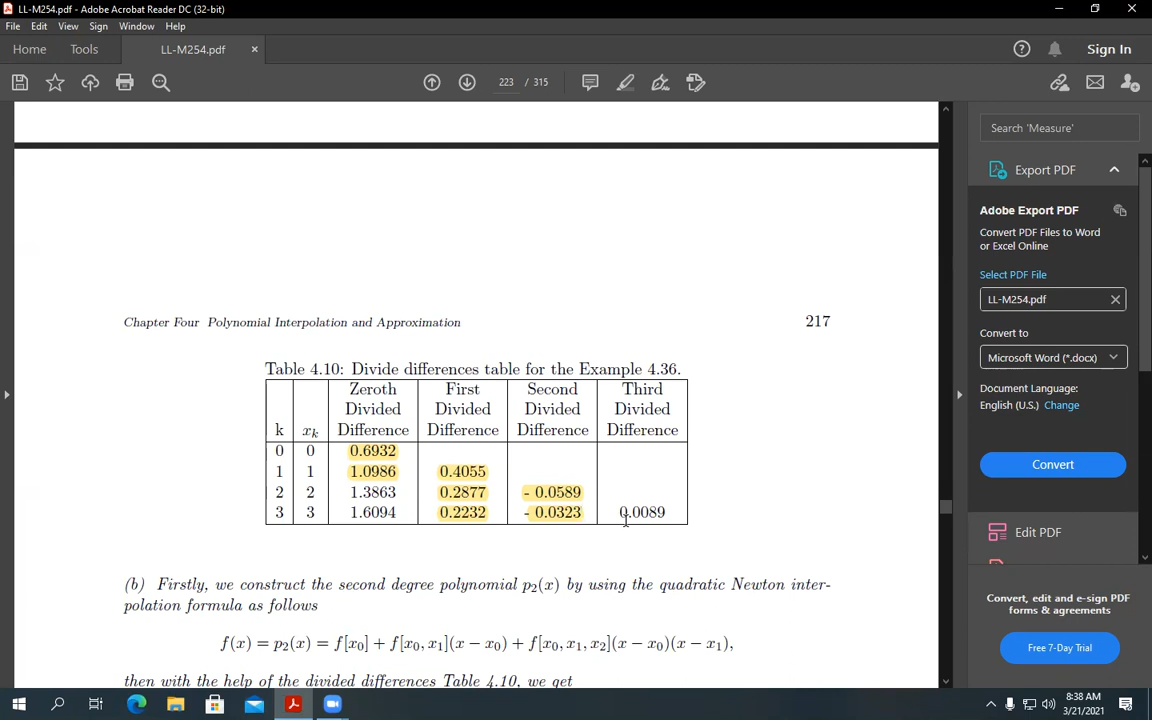 LL-M254.pdf - Adobe Acrobat Reader DC (32-bit)
File Edit View Sign Window Help
Home Tools LL-M254.pdf × ? Sign In
223 / 315
Search 'Measure'
Export PDF
Adobe Export PDF
Convert PDF Files to Word
or Excel Online
Select PDF File
LL-M254.pdf
Convert to
Microsoft Word (*.docx)
Document Language:
English (U.S.) Change
Convert
Edit PDF
Convert, edit and e-sign PDF
forms & agreements
Free 7-Day Trial
Chapter Four Polynomial Interpolation and Approximation 217
Table 4.10: Divide differences table for the Example 4.36.
Zeroth First Second Third
Divided Divided Divided Divided
k xk Difference Difference Difference Difference
0 0 0.6932
1 1 1.0986 0.4055
2 2 1.3863 0.2877 - 0.0589
3 3 1.6094 0.2232 - 0.0323 0.0089
(b) Firstly, we construct the second degree polynomial p2(x) by using the quadratic Newton inter-
polation formula as follows
f(x) = p2(x) = f[x0] + f[x0, x1](x − x0) + f[x0, x1, x2](x − x0)(x − x1),
then with the help of the divided differences Table 4.10, we get
8:38 AM
3/21/2021